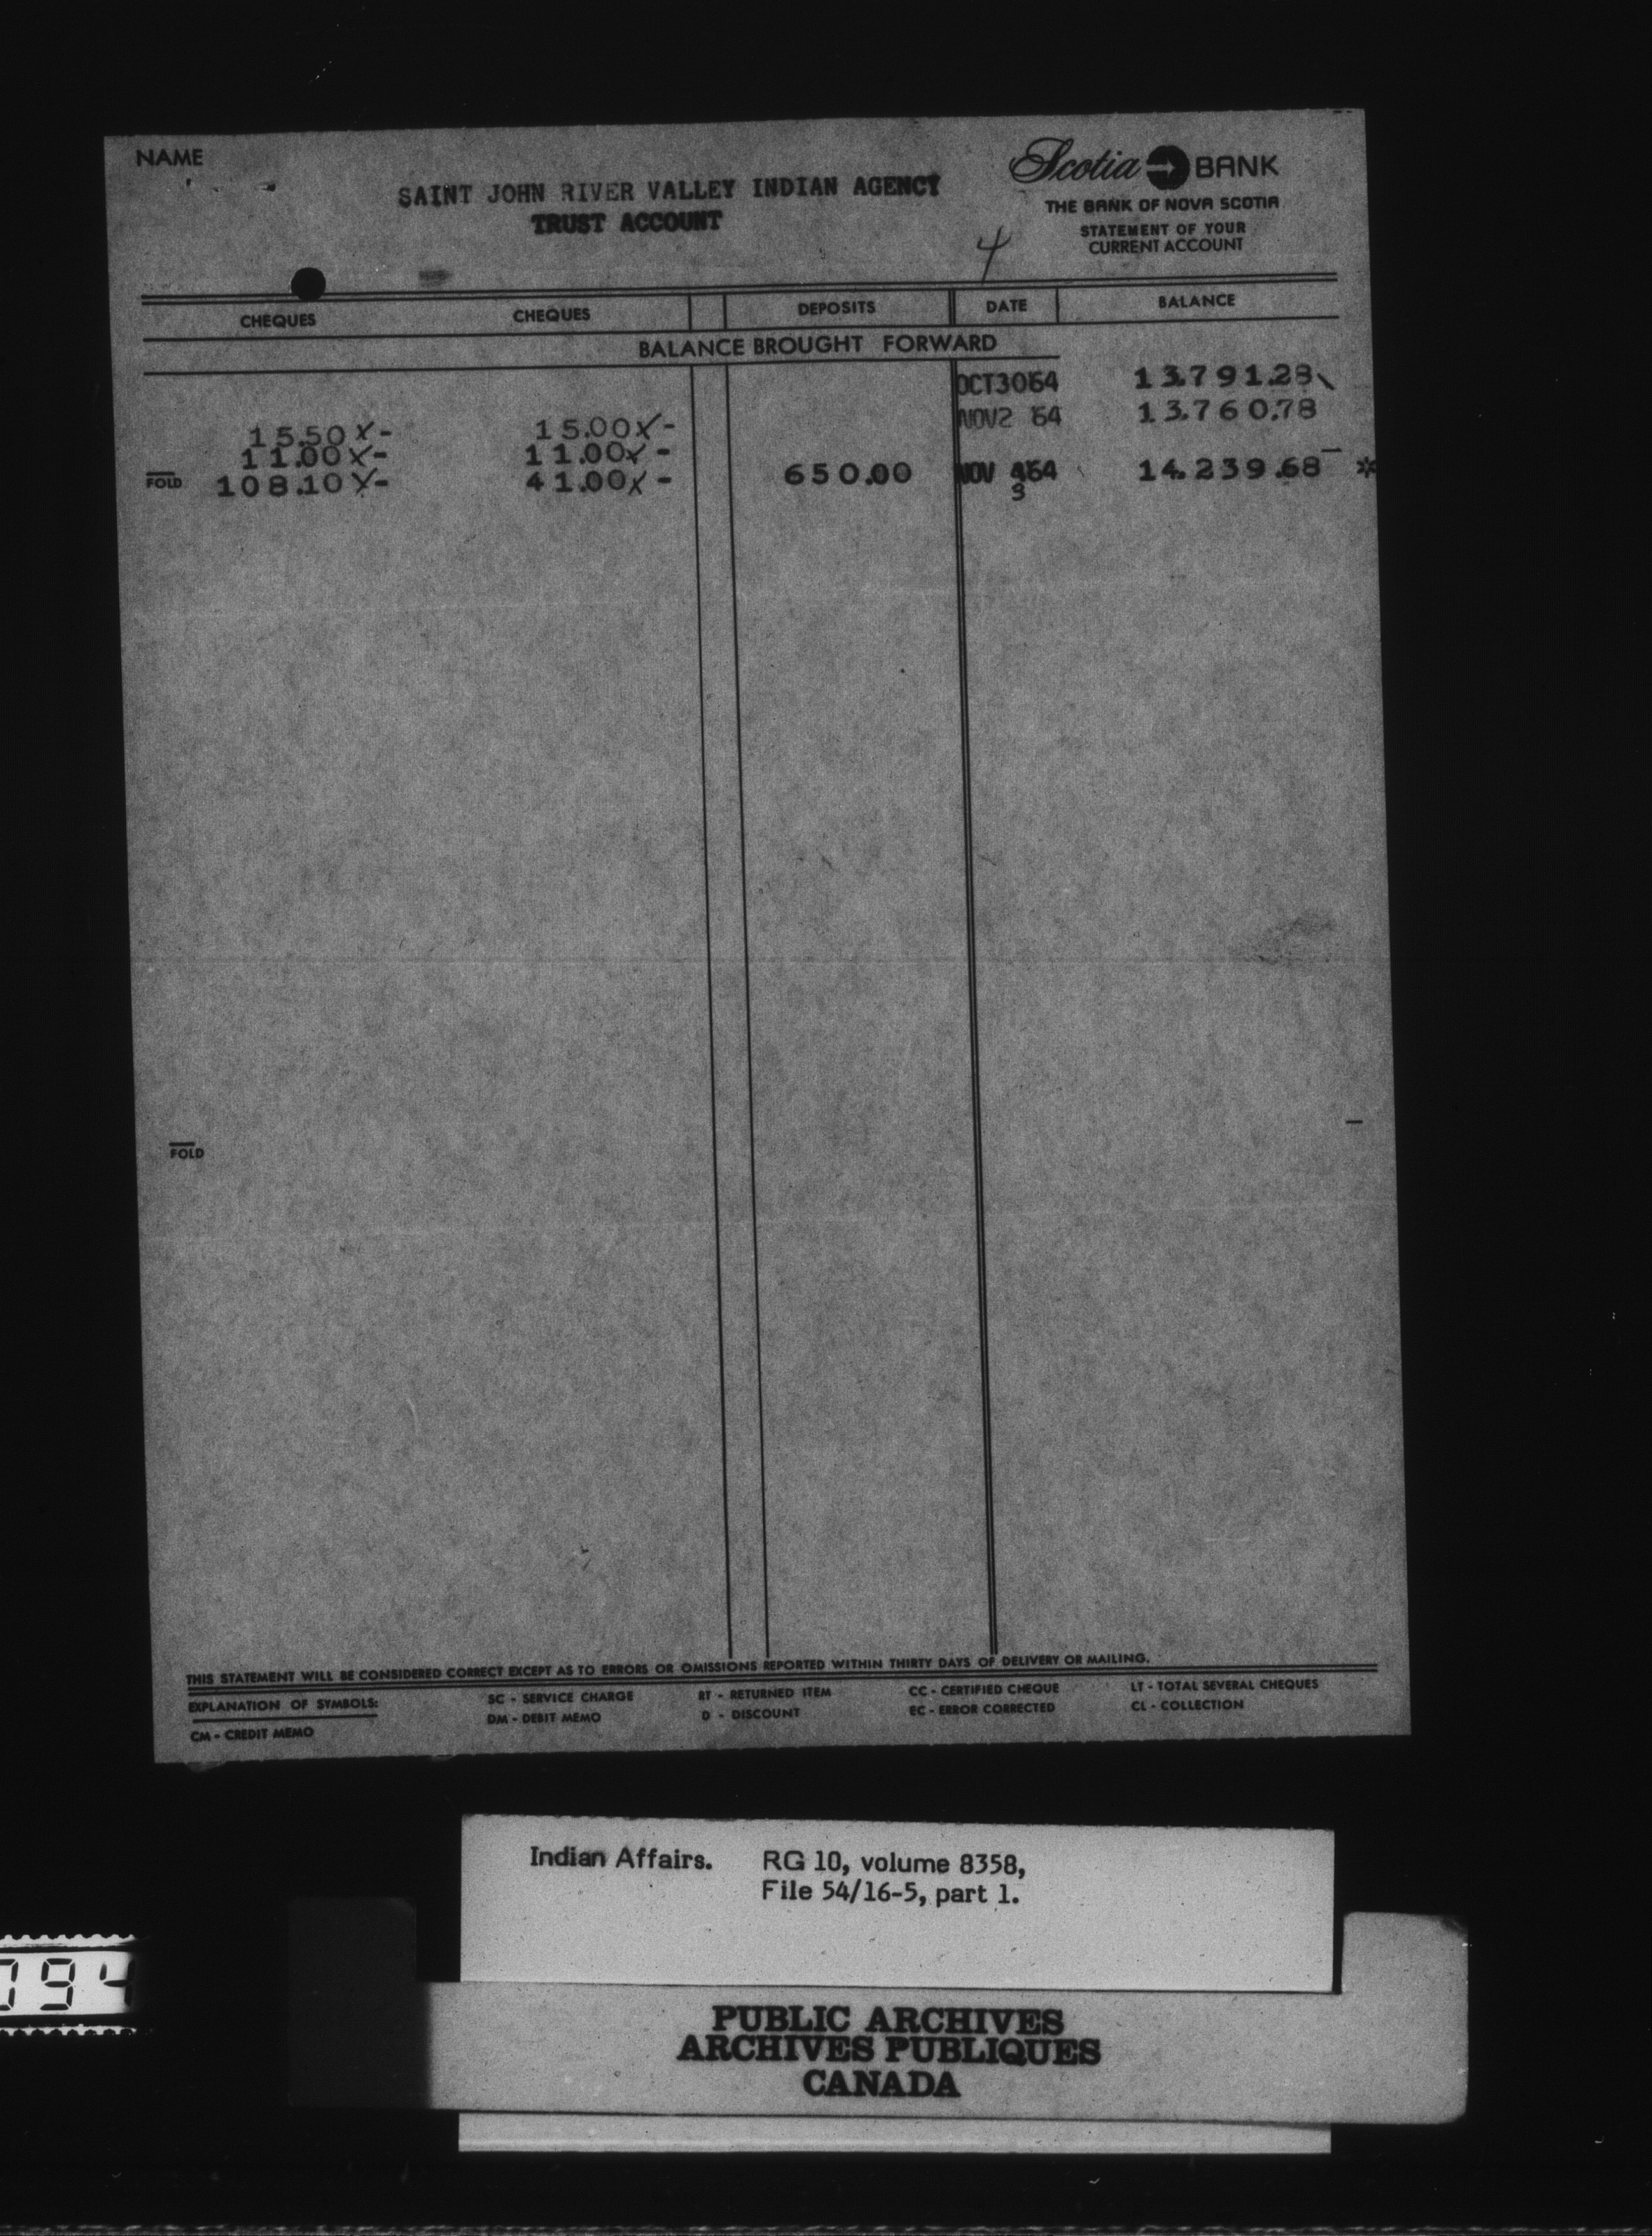 NAME
SAINT JOHN RIVER VALLEY INDIAN AGENCY
TRUST ACCOUNT
Scotia BANK
THE BANK OF NOVA SCOTIA
STATEMENT OF YOUR
CURRENT ACCOUNT
4
CHEQUES CHEQUES DEPOSITS DATE BALANCE
BALANCE BROUGHT FORWARD
OCT3064 13.791.28
15.50 X- 15.00 X- NOV2 64 13.760.78
11.00 X- 11.00 X-
FOLD 108.10 X- 41.00 X- 650.00 NOV 464 14.239.68 *
3
FOLD
THIS STATEMENT WILL BE CONSIDERED CORRECT EXCEPT AS TO ERRORS OR OMISSIONS REPORTED WITHIN THIRTY DAYS OF DELIVERY OR MAILING.
EXPLANATION OF SYMBOLS: SC - SERVICE CHARGE RT - RETURNED ITEM CC - CERTIFIED CHEQUE LT - TOTAL SEVERAL CHEQUES
CM - CREDIT MEMO DM - DEBIT MEMO D - DISCOUNT EC - ERROR CORRECTED CL - COLLECTION
Indian Affairs. RG 10, volume 8358,
File 54/16-5, part 1.
94
PUBLIC ARCHIVES
ARCHIVES PUBLIQUES
CANADA